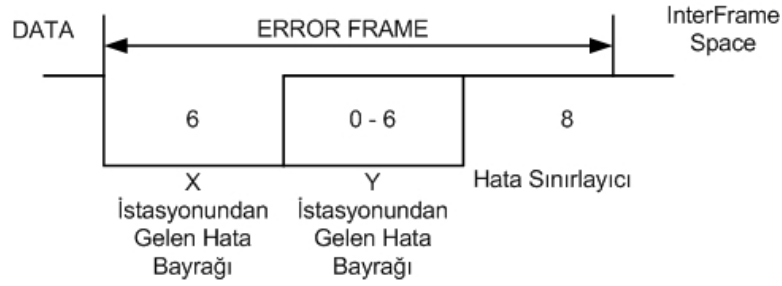 DATA
ERROR FRAME
InterFrame
Space
6
0 - 6
8
X
İstasyonundan
Gelen Hata
Bayrağı
Y
İstasyonundan
Gelen Hata
Bayrağı
Hata Sınırlayıcı